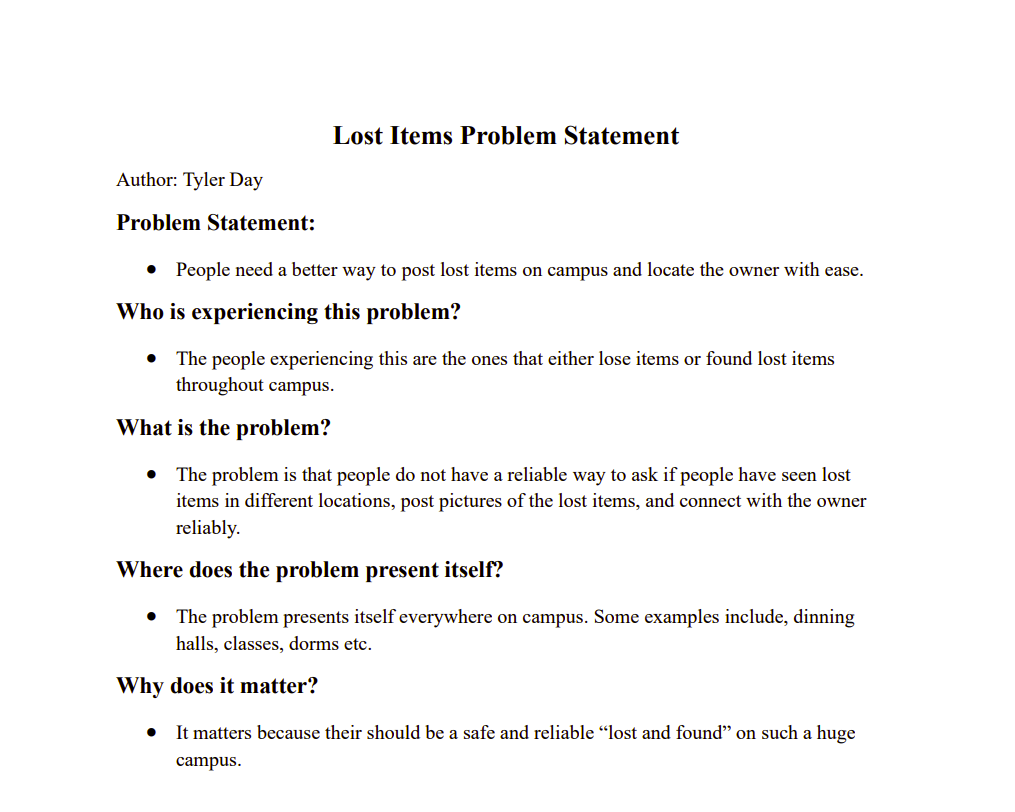 Lost Items Problem Statement
Author: Tyler Day
Problem Statement:
● People need a better way to post lost items on campus and locate the owner with ease.
Who is experiencing this problem?
● The people experiencing this are the ones that either lose items or found lost items
throughout campus.
What is the problem?
● The problem is that people do not have a reliable way to ask if people have seen lost
items in different locations, post pictures of the lost items, and connect with the owner
reliably.
Where does the problem present itself?
● The problem presents itself everywhere on campus. Some examples include, dinning
halls, classes, dorms etc.
Why does it matter?
● It matters because their should be a safe and reliable “lost and found” on such a huge
campus.